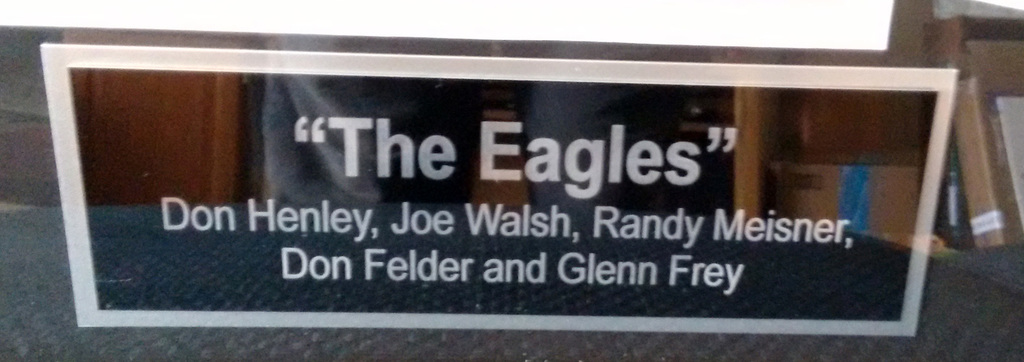 “The Eagles”
Don Henley, Joe Walsh, Randy Meisner,
Don Felder and Glenn Frey